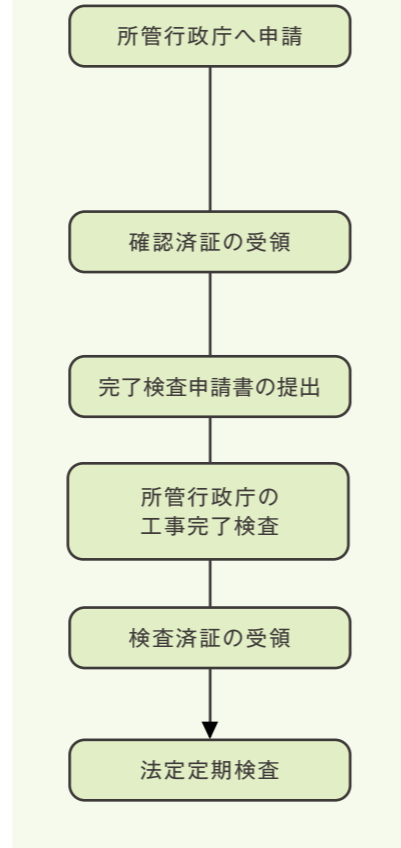 所管行政庁へ申請
確認済証の受領
完了検査申請書の提出
所管行政庁の
工事完了検査
検査済証の受領
法定定期検査